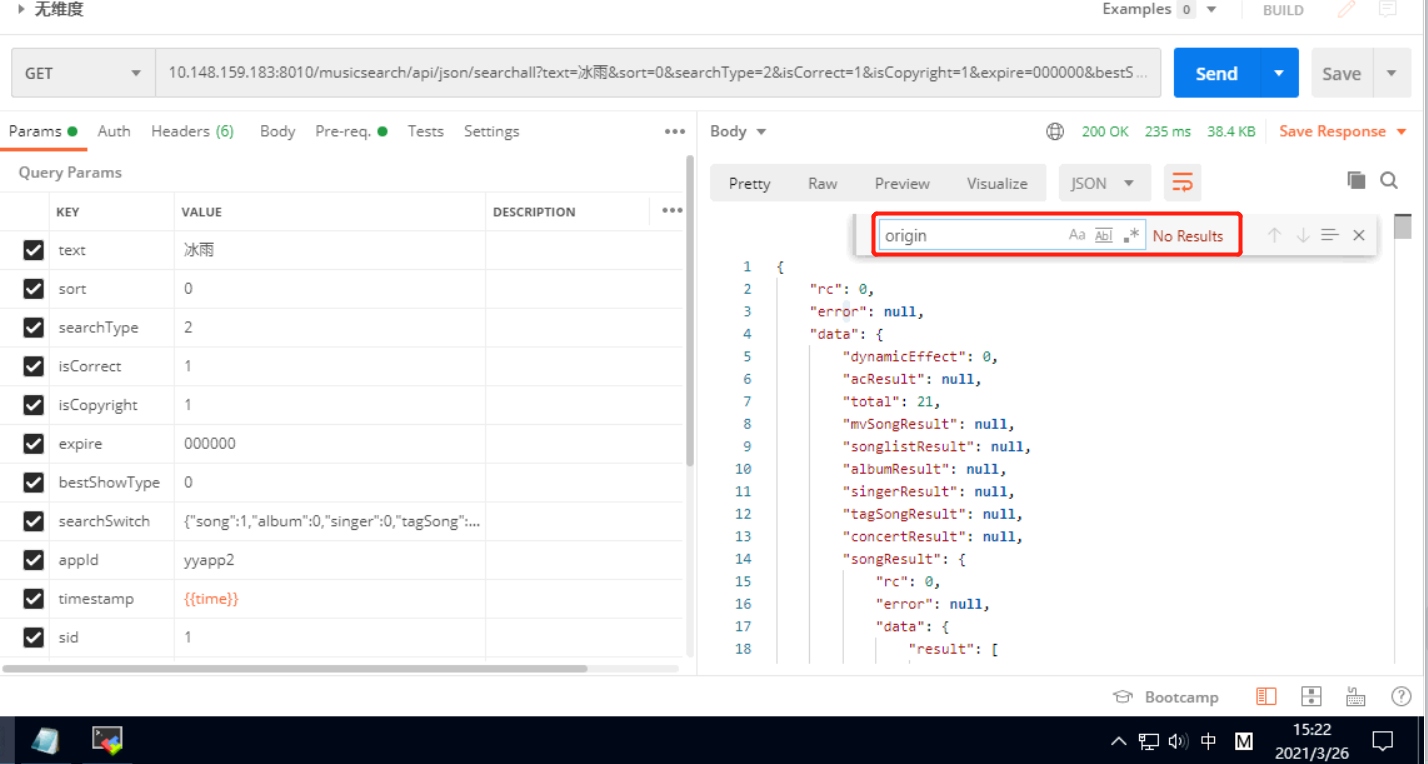 无维度
Examples 0
BUILD
GET
10.148.159.183:8010/musicsearch/api/json/searchall?text=冰雨&sort=0&searchType=2&isCorrect=1&isCopyright=1&expire=000000&bestS ...
Send
Save
Params
Auth
Headers (6)
Body
Pre-req.
Tests
Settings
Body
200 OK 235 ms 38.4 KB
Save Response
Query Params
KEY VALUE DESCRIPTION
text 冰雨
sort 0
searchType 2
isCorrect 1
isCopyright 1
expire 000000
bestShowType 0
searchSwitch {"song":1,"album":0,"singer":0,"tagSong":...
appId yyapp2
timestamp {{time}}
sid 1
Pretty Raw Preview Visualize JSON
origin Aa Abl .* No Results
1 {
2 "rc": 0,
3 "error": null,
4 "data": {
5 "dynamicEffect": 0,
6 "acResult": null,
7 "total": 21,
8 "mvSongResult": null,
9 "songlistResult": null,
10 "albumResult": null,
11 "singerResult": null,
12 "tagSongResult": null,
13 "concertResult": null,
14 "songResult": {
15 "rc": 0,
16 "error": null,
17 "data": {
18 "result": [
Bootcamp
中 M
15:22
2021/3/26